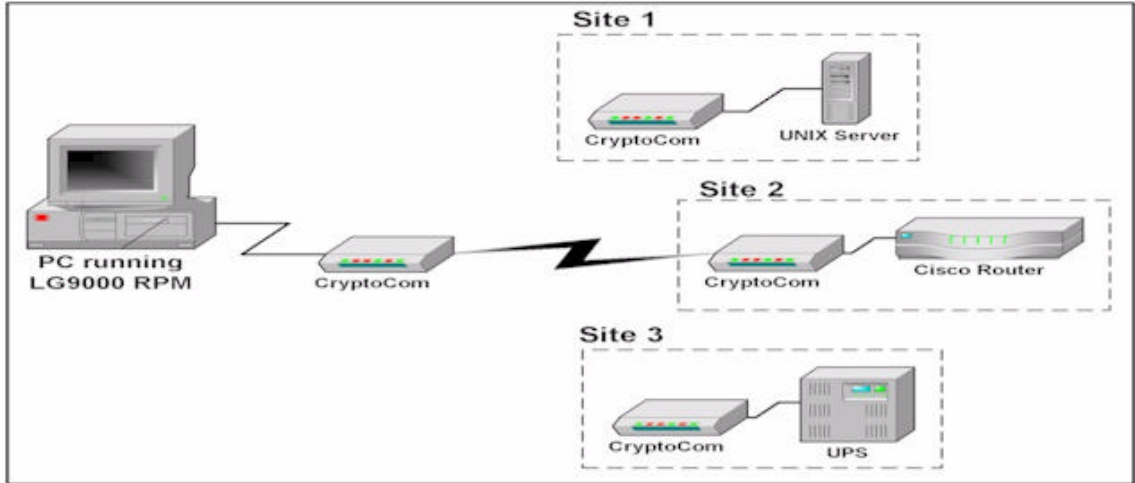 Site 1
CryptoCom
UNIX Server
Site 2
PC running
LG9000 RPM
CryptoCom
CryptoCom
Cisco Router
Site 3
CryptoCom
UPS